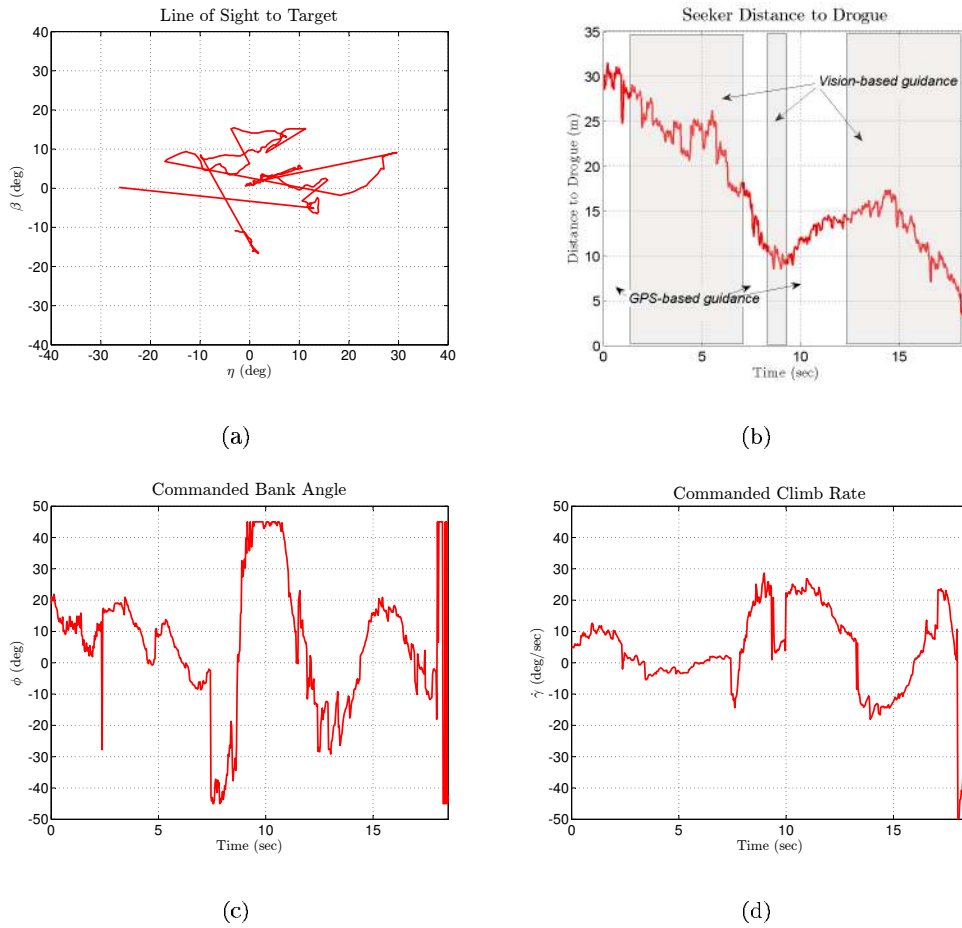 Line of Sight to Target
40
30
20
10
0
-10
-20
-30
-40
β (deg)
-40 -30 -20 -10 0 10 20 30 40
η (deg)
(a)
Seeker Distance to Drogue
35
30
25
20
15
10
5
0
Distance to Drogue (m)
Vision-based guidance
GPS-based guidance
0 5 10 15
Time (sec)
(b)
Commanded Bank Angle
50
40
30
20
10
0
-10
-20
-30
-40
-50
ϕ (deg)
0 5 10 15
Time (sec)
(c)
Commanded Climb Rate
50
40
30
20
10
0
-10
-20
-30
-40
-50
γ̇ (deg/sec)
0 5 10 15
Time (sec)
(d)